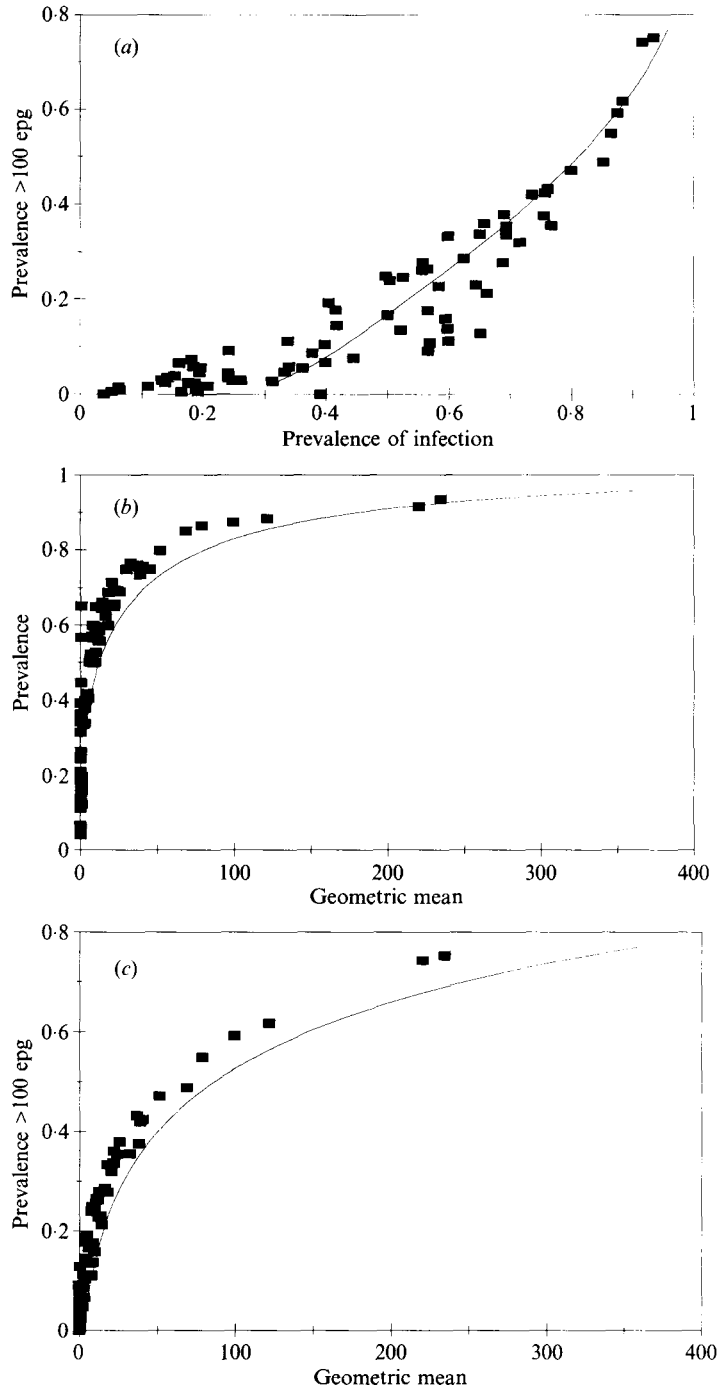 0·8
(a)
0·6
Prevalence >100 epg
0·4
0·2
0
0 0·2 0·4 0·6 0·8 1
Prevalence of infection
1
(b)
0·8
0·6
Prevalence
0·4
0·2
0
0 100 200 300 400
Geometric mean
0·8
(c)
0·6
Prevalence >100 epg
0·4
0·2
0
0 100 200 300 400
Geometric mean